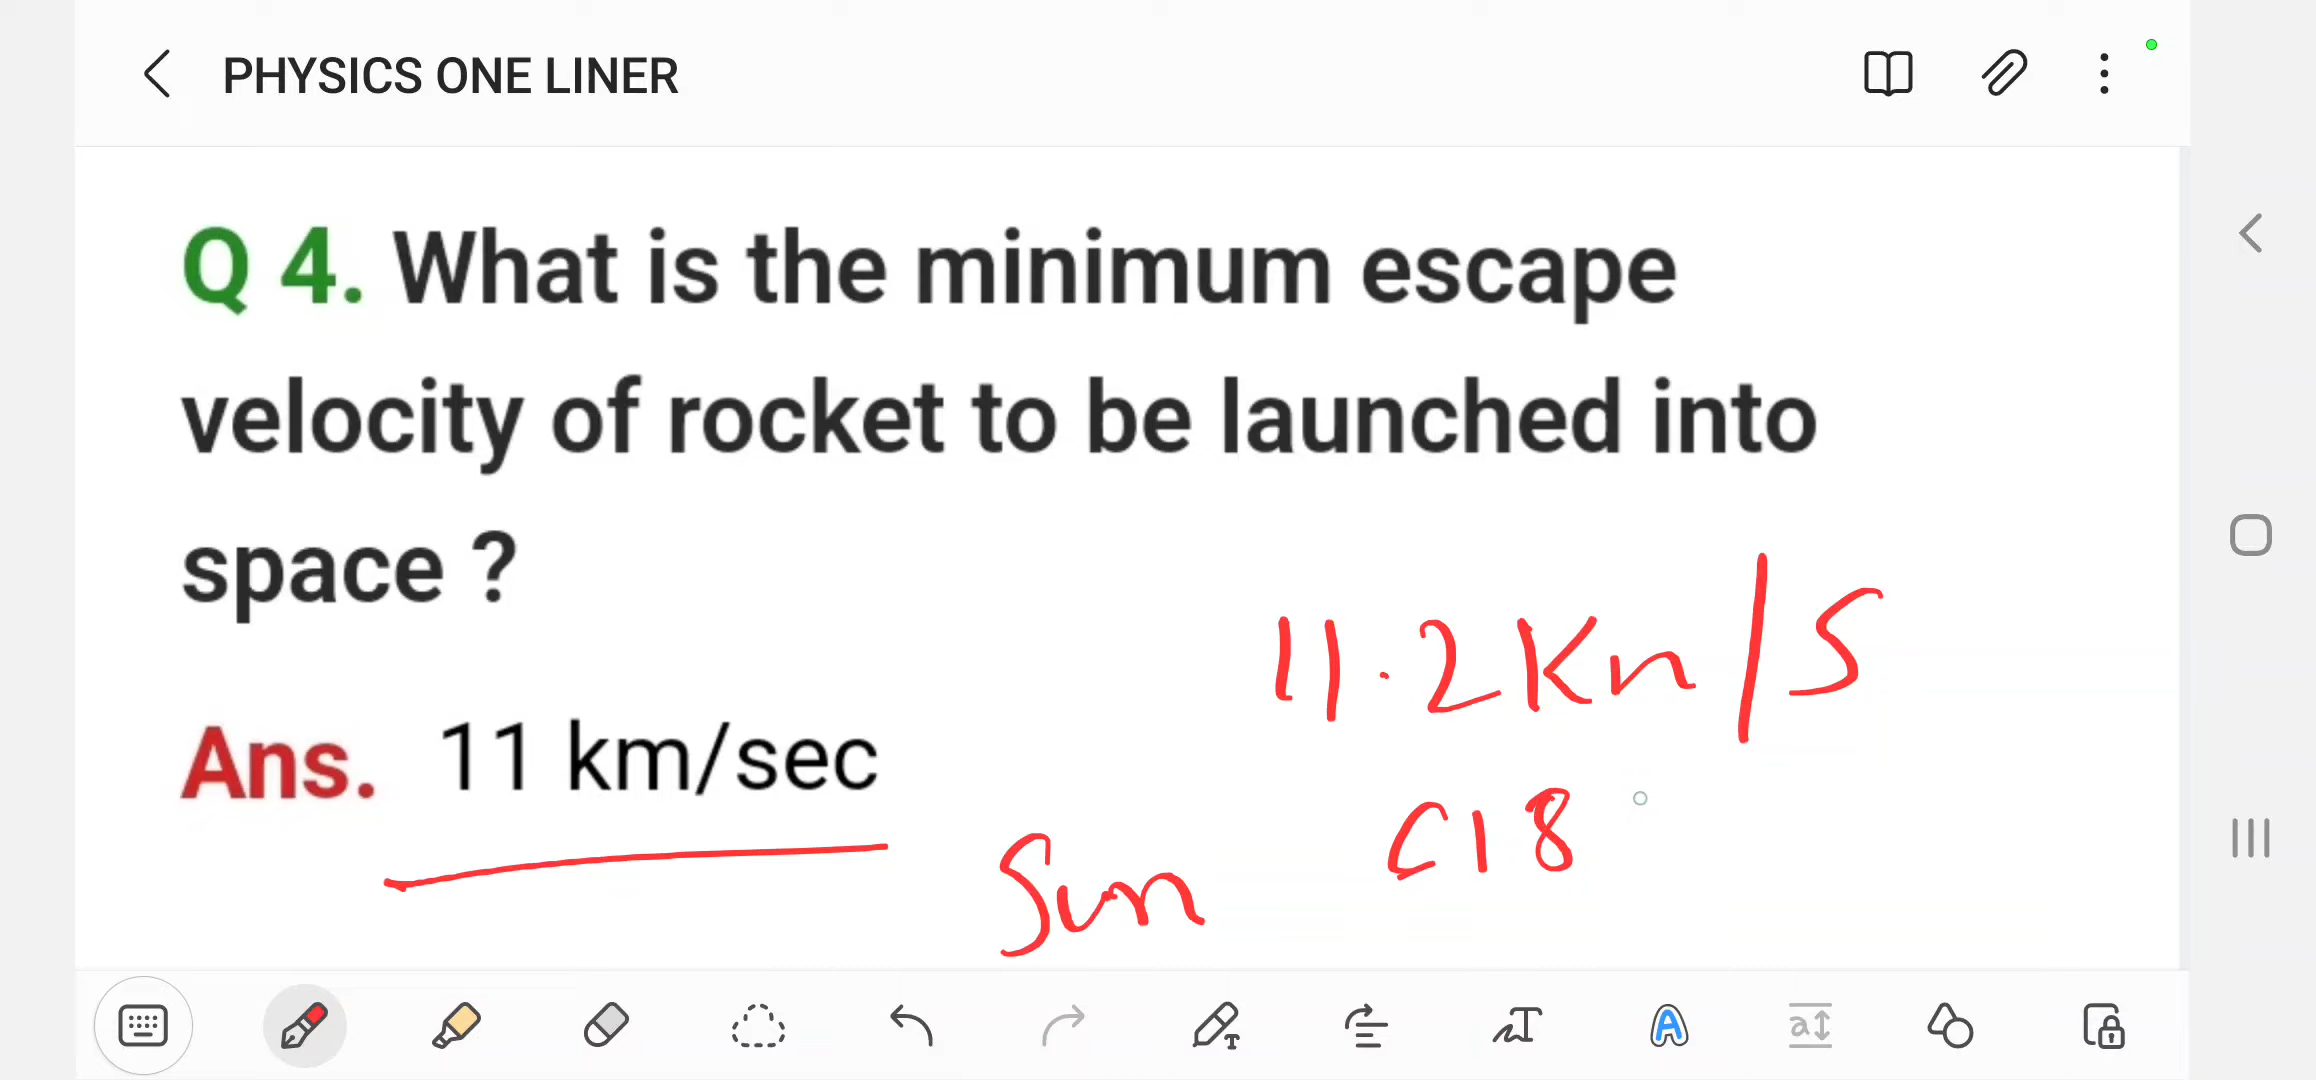 PHYSICS ONE LINER
Q 4. What is the minimum escape
velocity of rocket to be launched into
space ?
11.2Kn/S
Ans. 11 km/sec
C18
Sun